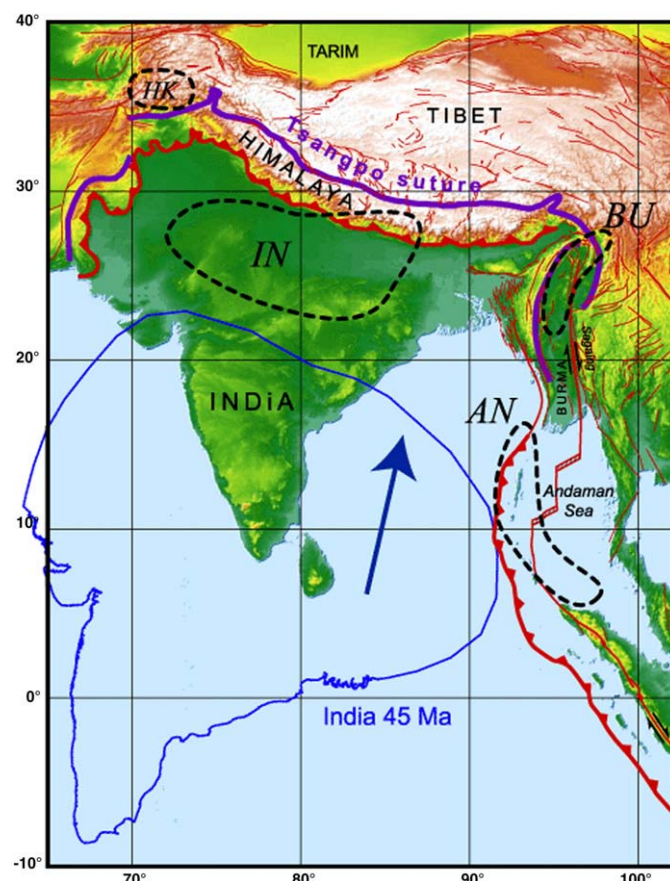 40°
TARIM
HK
TIBET
Tsangpo suture
HIMALAYA
30°
BU
IN
20°
Sagaing
BURMA
INDiA
AN
Andaman
Sea
10°
0°
India 45 Ma
-10°
70°
80°
90°
100°